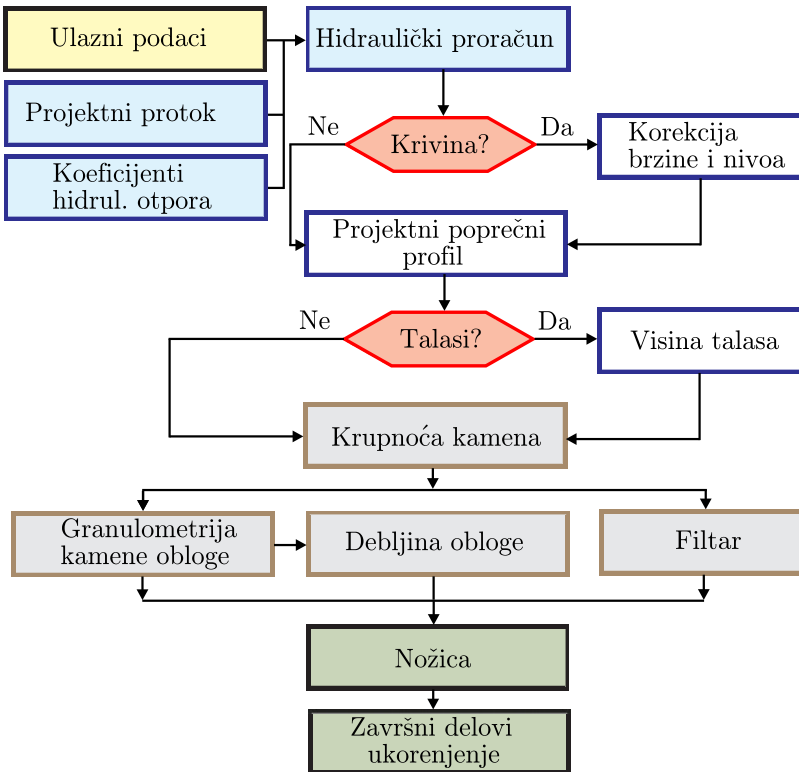 Ulazni podaci
Hidraulički proračun
Projektni protok
Koeficijenti
hidrul. otpora
Ne
Krivina?
Da
Korekcija
brzine i nivoa
Projektni poprečni
profil
Ne
Talasi?
Da
Visina talasa
Krupnoća kamena
Granulometrija
kamene obloge
Debljina obloge
Filtar
Nožica
Završni delovi
ukorenjenje